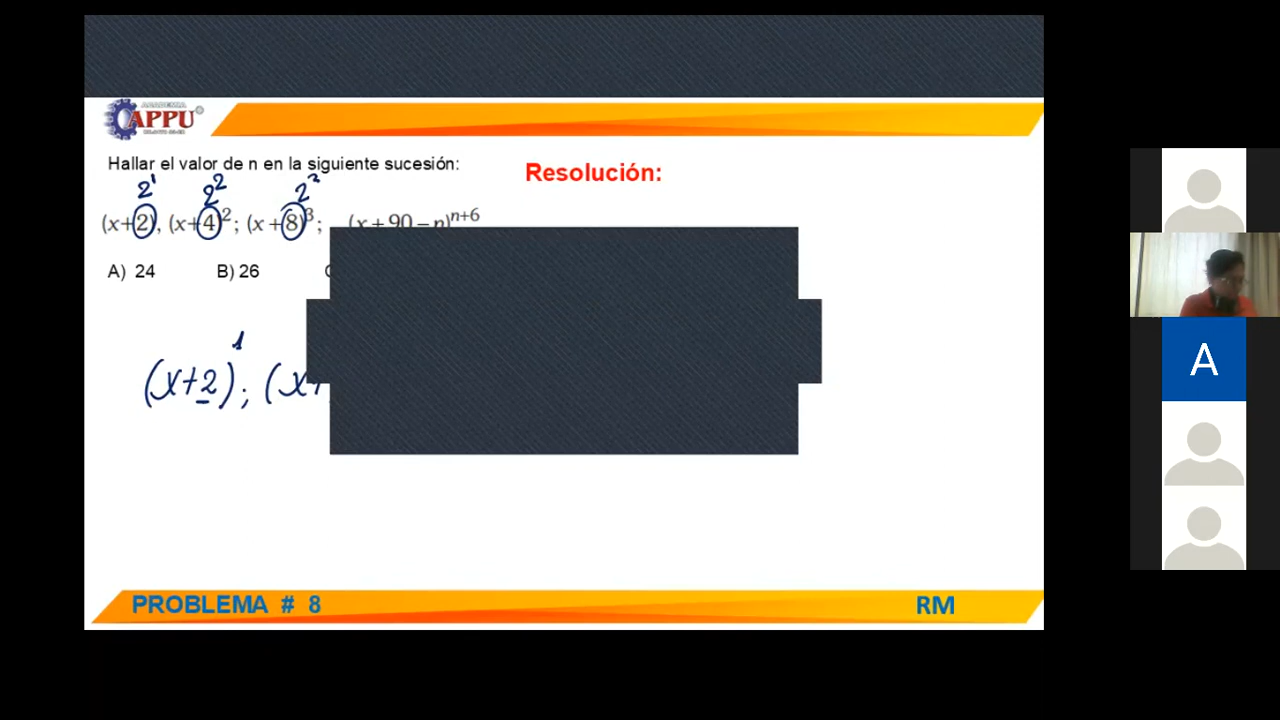 ACADEMIA
APPU
Hallar el valor de n en la siguiente sucesión:
Resolución:
2¹ 2² 2³
(x+2), (x+4)²; (x+8)³; (x+90−n)ⁿ⁺⁶
A) 24 B) 26
(x+2)¹; (x+
PROBLEMA # 8
RM
A